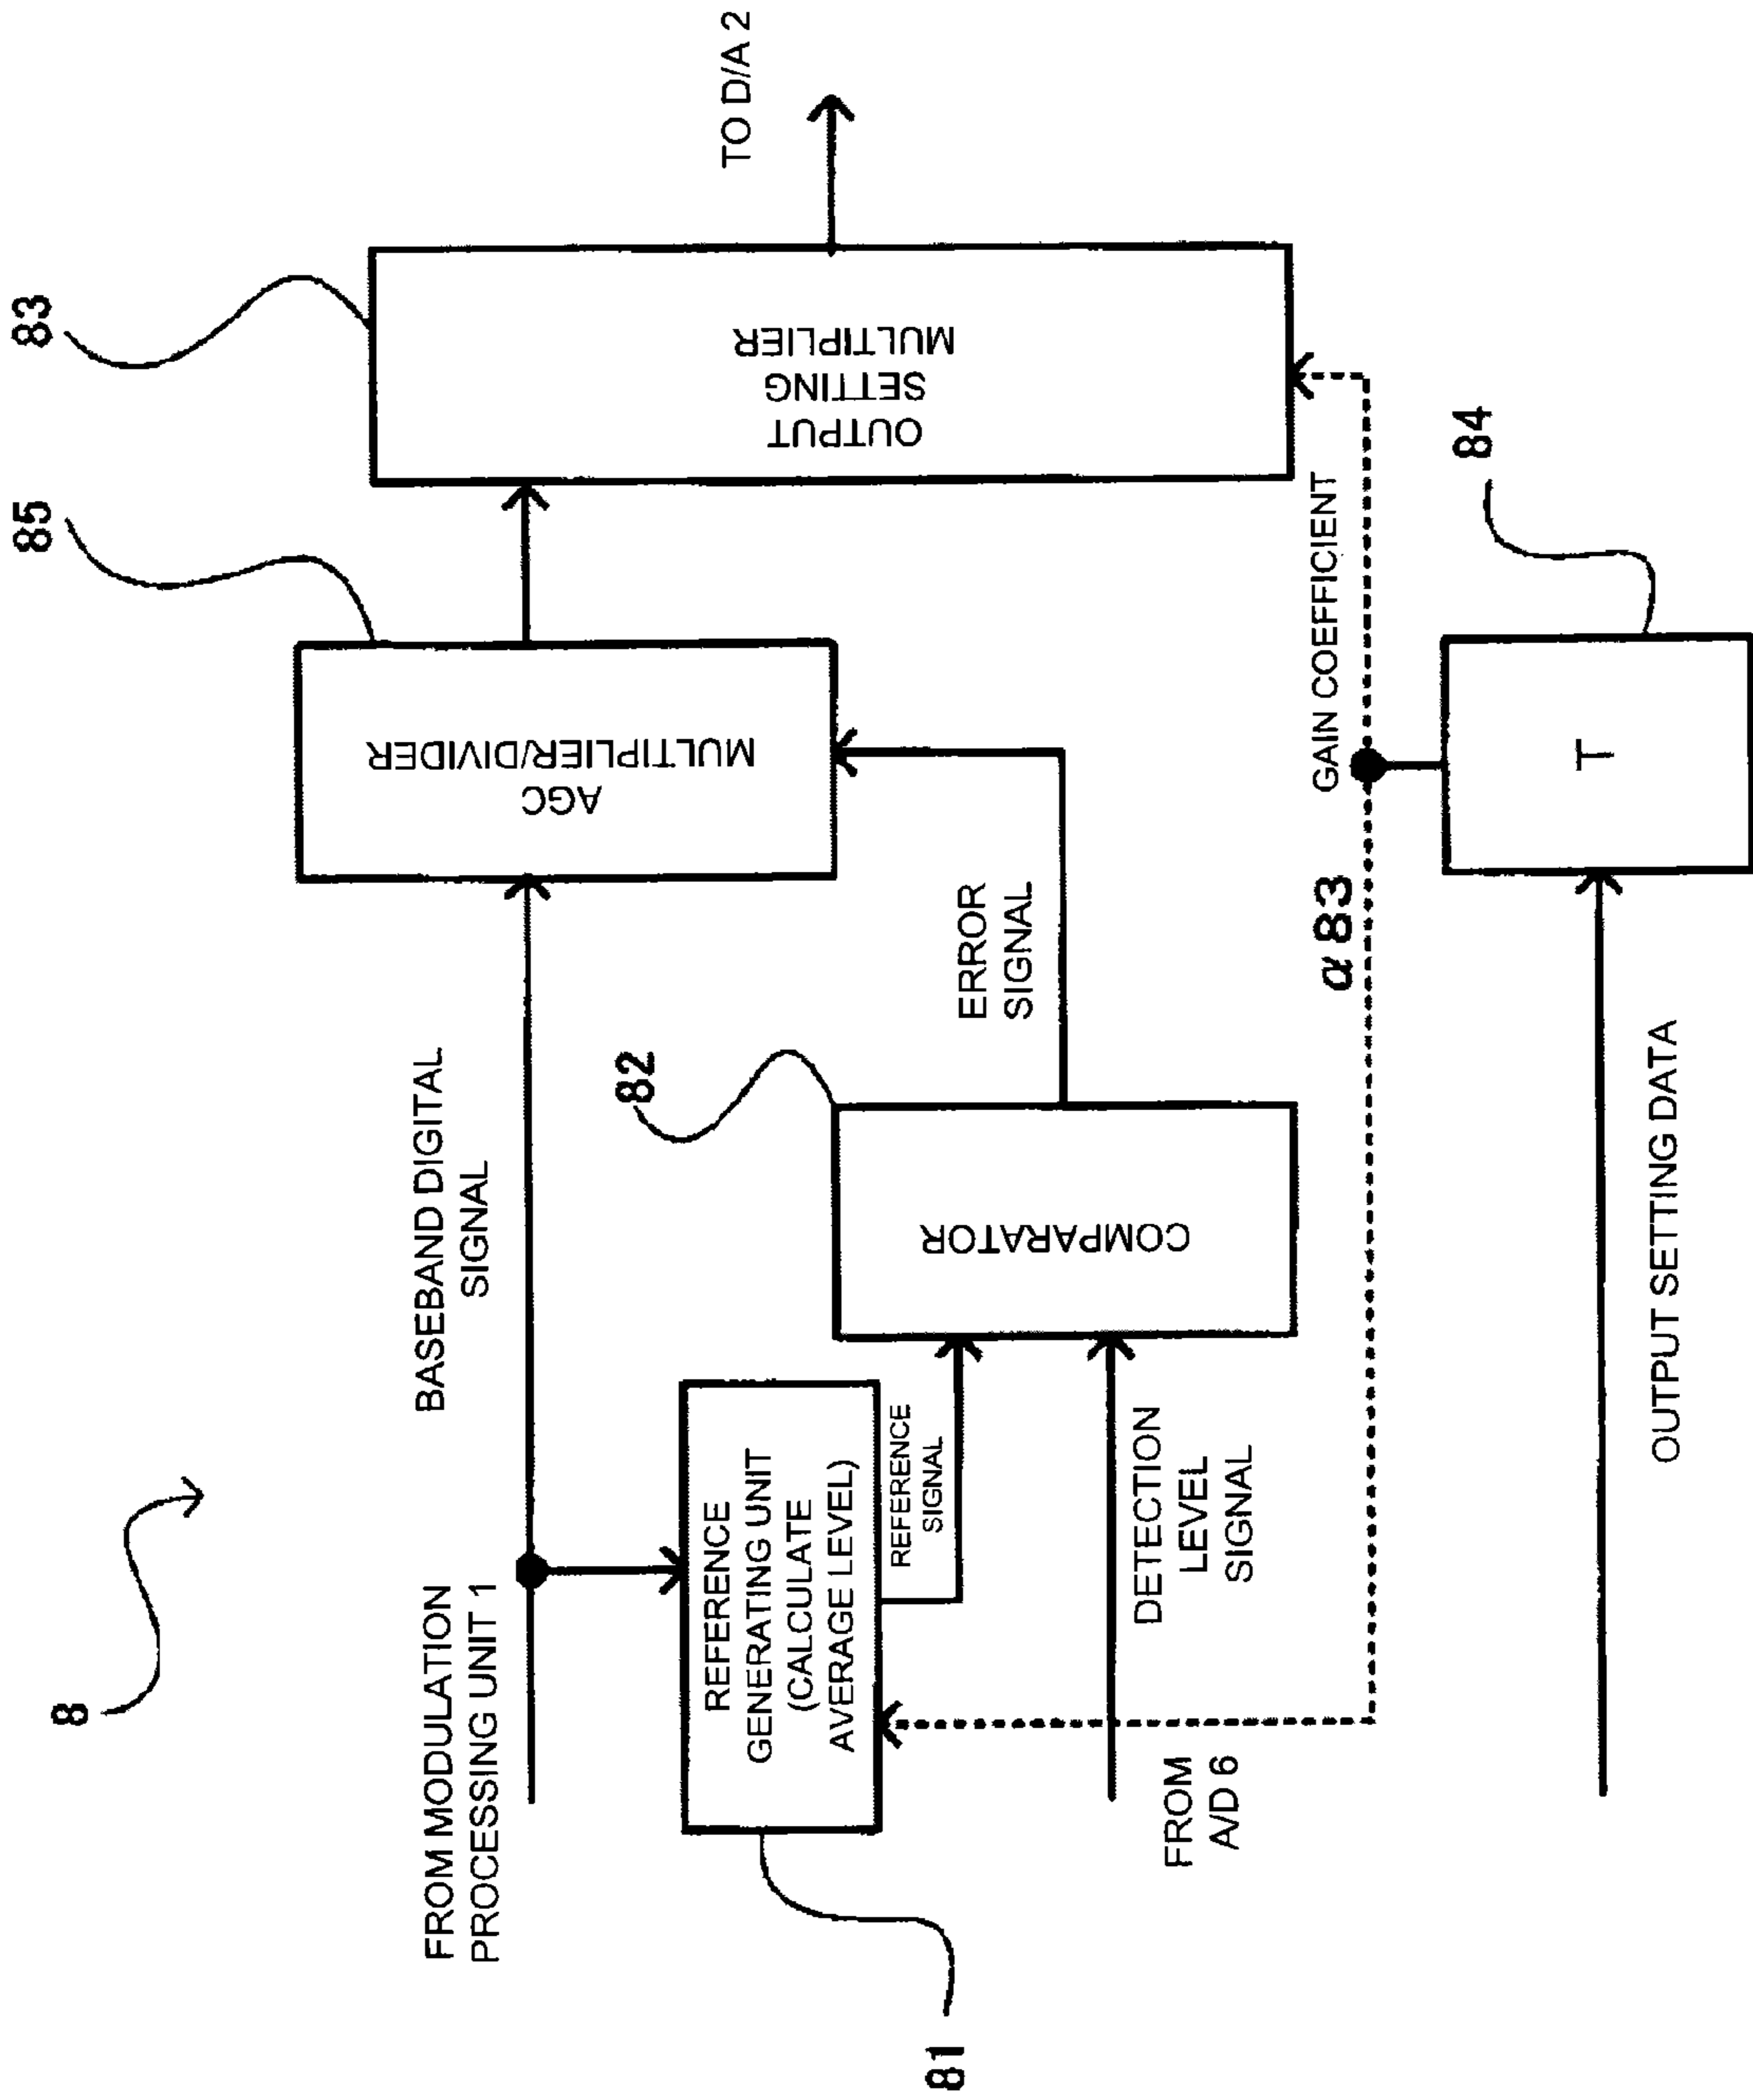 8
FROM MODULATION
PROCESSING UNIT 1
BASEBAND DIGITAL
SIGNAL
85
83
AGC
MULTIPLIER/DIVIDER
OUTPUT
SETTING
MULTIPLIER
TO D/A 2
81
REFERENCE
GENERATING UNIT
(CALCULATE
AVERAGE LEVEL)
REFERENCE
SIGNAL
82
COMPARATOR
ERROR
SIGNAL
FROM
A/D 6
DETECTION
LEVEL
SIGNAL
α 83
GAIN COEFFICIENT
84
T
OUTPUT SETTING DATA